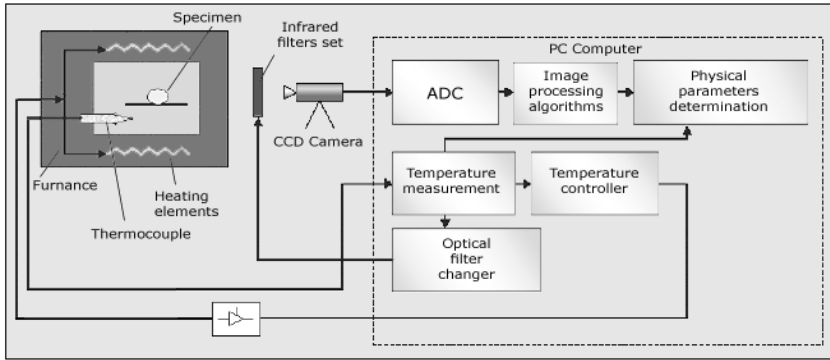 Specimen
Infrared
filters set
CCD Camera
Furnance
Heating
elements
Thermocouple
PC Computer
ADC
Image
processing
algorithms
Physical
parameters
determination
Temperature
measurement
Temperature
controller
Optical
filter
changer